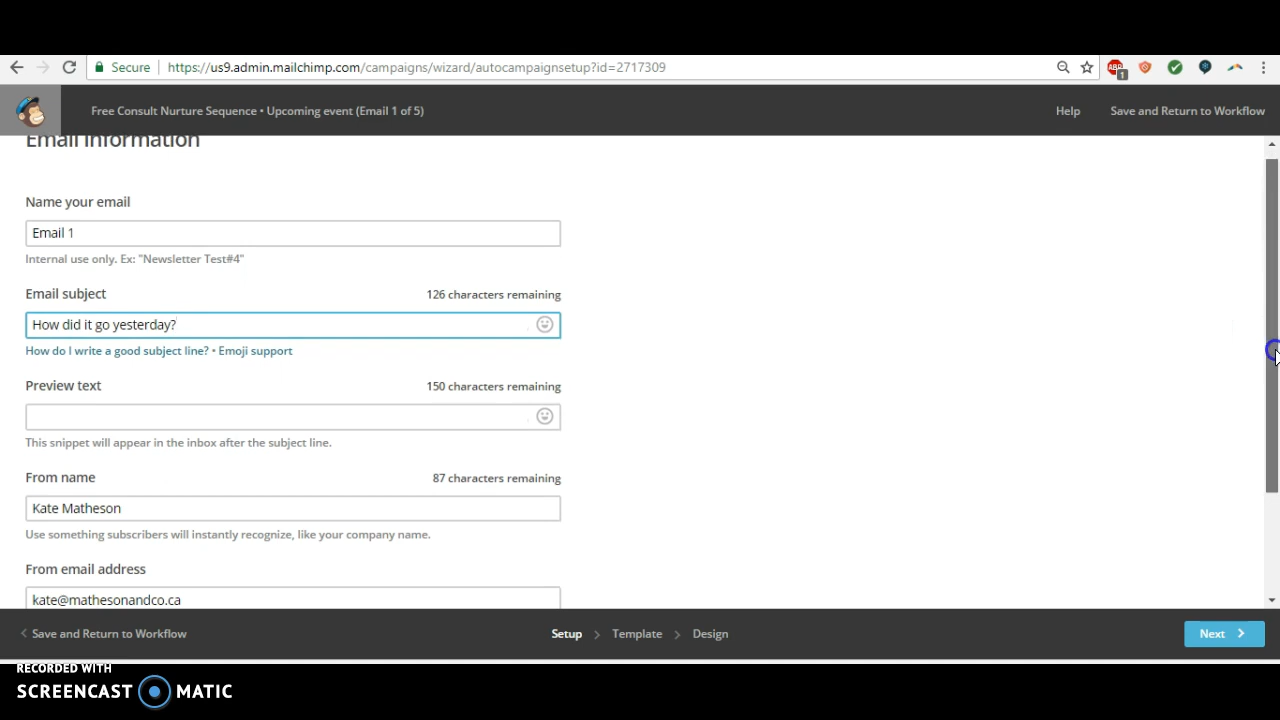 Secure https://us9.admin.mailchimp.com/campaigns/wizard/autocampaignsetup?id=2717309
ABP 1
Free Consult Nurture Sequence • Upcoming event (Email 1 of 5) Help Save and Return to Workflow
Email Information
Name your email
Email 1
Internal use only. Ex: "Newsletter Test#4"
Email subject 126 characters remaining
How did it go yesterday?
How do I write a good subject line? • Emoji support
Preview text 150 characters remaining
This snippet will appear in the inbox after the subject line.
From name 87 characters remaining
Kate Matheson
Use something subscribers will instantly recognize, like your company name.
From email address
kate@mathesonandco.ca
Save and Return to Workflow Setup Template Design Next
RECORDED WITH
SCREENCAST MATIC